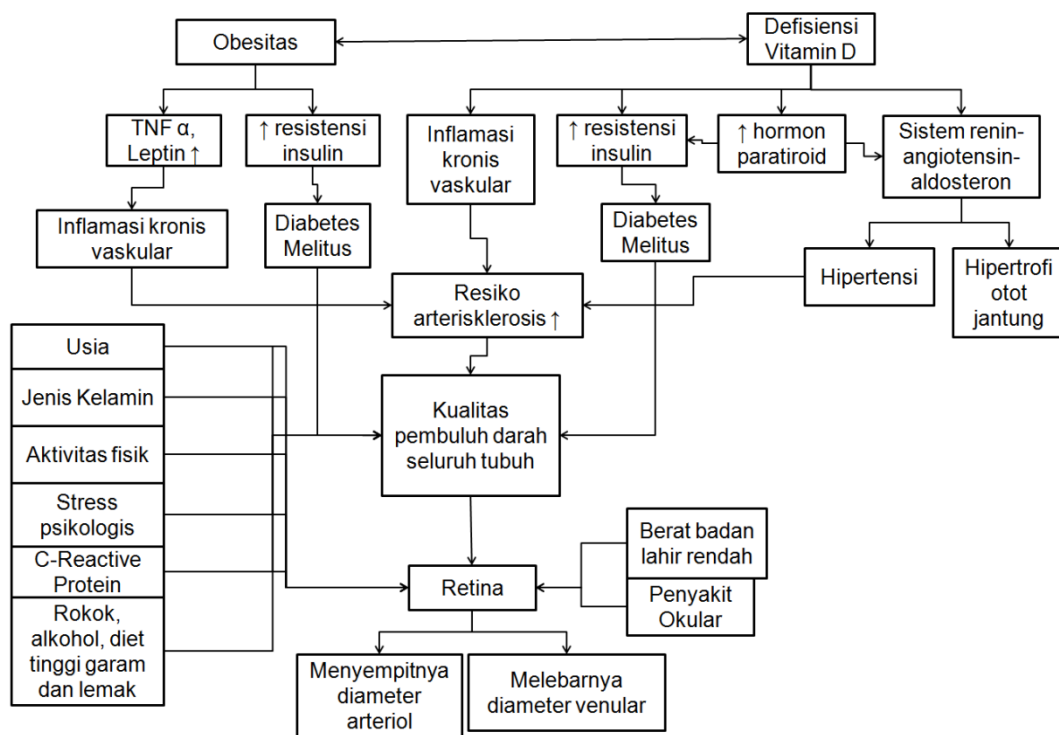 Obesitas
Defisiensi
Vitamin D
TNF α,
Leptin ↑
↑ resistensi
insulin
Inflamasi
kronis
vaskular
↑ resistensi
insulin
↑ hormon
paratiroid
Sistem renin-
angiotensin-
aldosteron
Inflamasi kronis
vaskular
Diabetes
Melitus
Diabetes
Melitus
Hipertensi
Hipertrofi
otot
jantung
Resiko
arterisklerosis ↑
Usia
Jenis Kelamin
Aktivitas fisik
Stress
psikologis
C-Reactive
Protein
Rokok,
alkohol, diet
tinggi garam
dan lemak
Kualitas
pembuluh darah
seluruh tubuh
Retina
Berat badan
lahir rendah
Penyakit
Okular
Menyempitnya
diameter
arteriol
Melebarnya
diameter venular